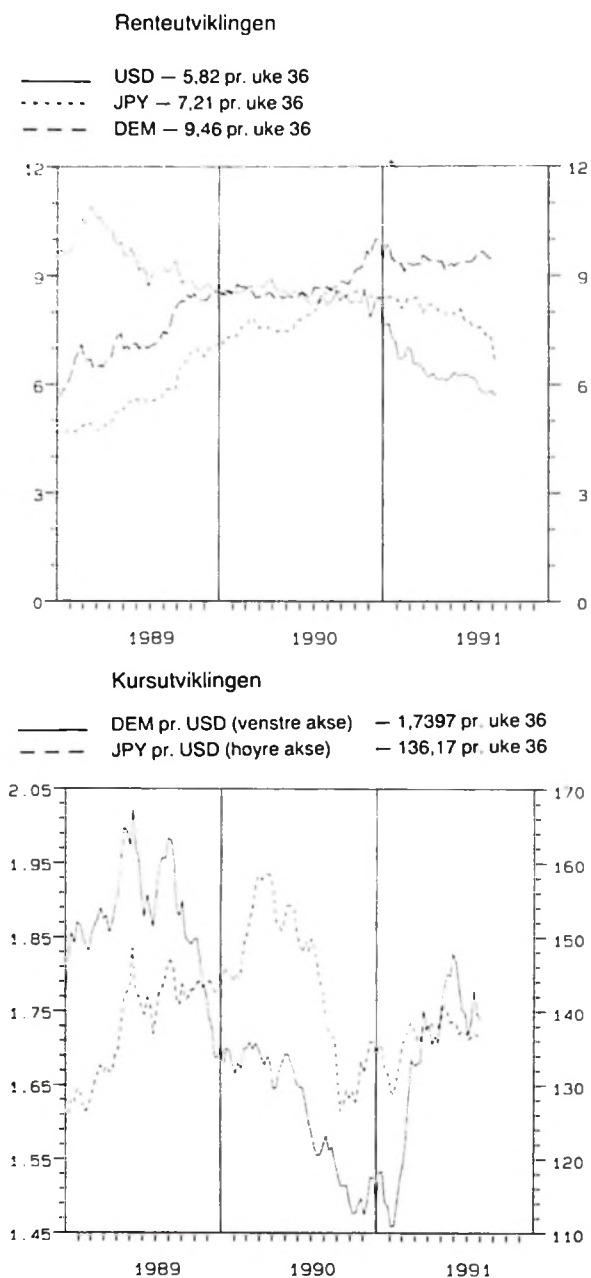 Renteutviklingen
USD — 5,82 pr. uke 36
JPY — 7,21 pr. uke 36
DEM — 9,46 pr. uke 36
12 12
9 9
6 6
3 3
0 0
1989 1990 1991
Kursutviklingen
DEM pr. USD (venstre akse) — 1,7397 pr. uke 36
JPY pr. USD (høyre akse) — 136,17 pr. uke 36
2.05 170
1.95 160
1.85 150
1.75 140
1.65 130
1.55 120
1.45 110
1989 1990 1991